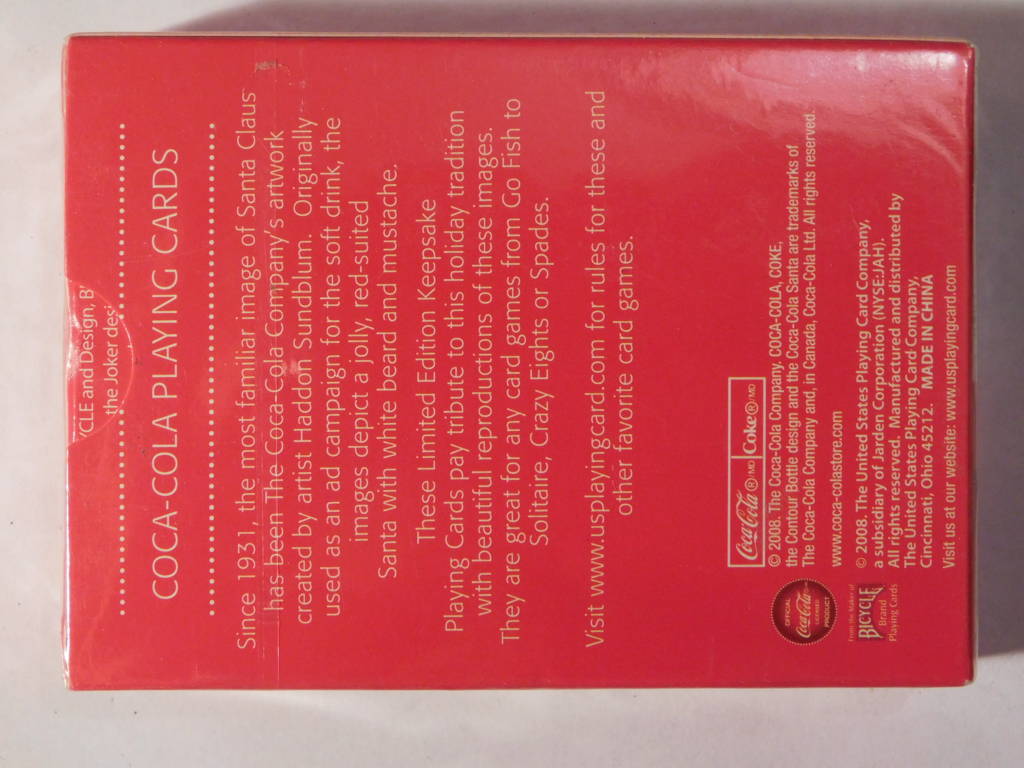 CLE and Design, B
the Joker desi
COCA-COLA PLAYING CARDS
Since 1931, the most familiar image of Santa Claus
has been The Coca-Cola Company's artwork
created by artist Haddon Sundblum. Originally
used as an ad campaign for the soft drink, the
images depict a jolly, red-suited
Santa with white beard and mustache.
These Limited Edition Keepsake
Playing Cards pay tribute to this holiday tradition
with beautiful reproductions of these images.
They are great for any card games from Go Fish to
Solitaire, Crazy Eights or Spades.
Visit www.usplayingcard.com for rules for these and
other favorite card games.
Coca-Cola ®/MD Coke ®/MD
© 2008. The Coca-Cola Company. COCA-COLA, COKE,
the Contour Bottle design and the Coca-Cola Santa are trademarks of
The Coca-Cola Company and, in Canada, Coca-Cola Ltd. All rights reserved.
www.coca-colastore.com
OFFICIAL
Coca-Cola
LICENSED
PRODUCT
From the Maker of
BICYCLE
Brand
Playing Cards
© 2008. The United States Playing Card Company,
a subsidiary of Jarden Corporation (NYSE:JAH).
All rights reserved. Manufactured and distributed by
The United States Playing Card Company,
Cincinnati, Ohio 45212. MADE IN CHINA
Visit us at our website: www.usplayingcard.com